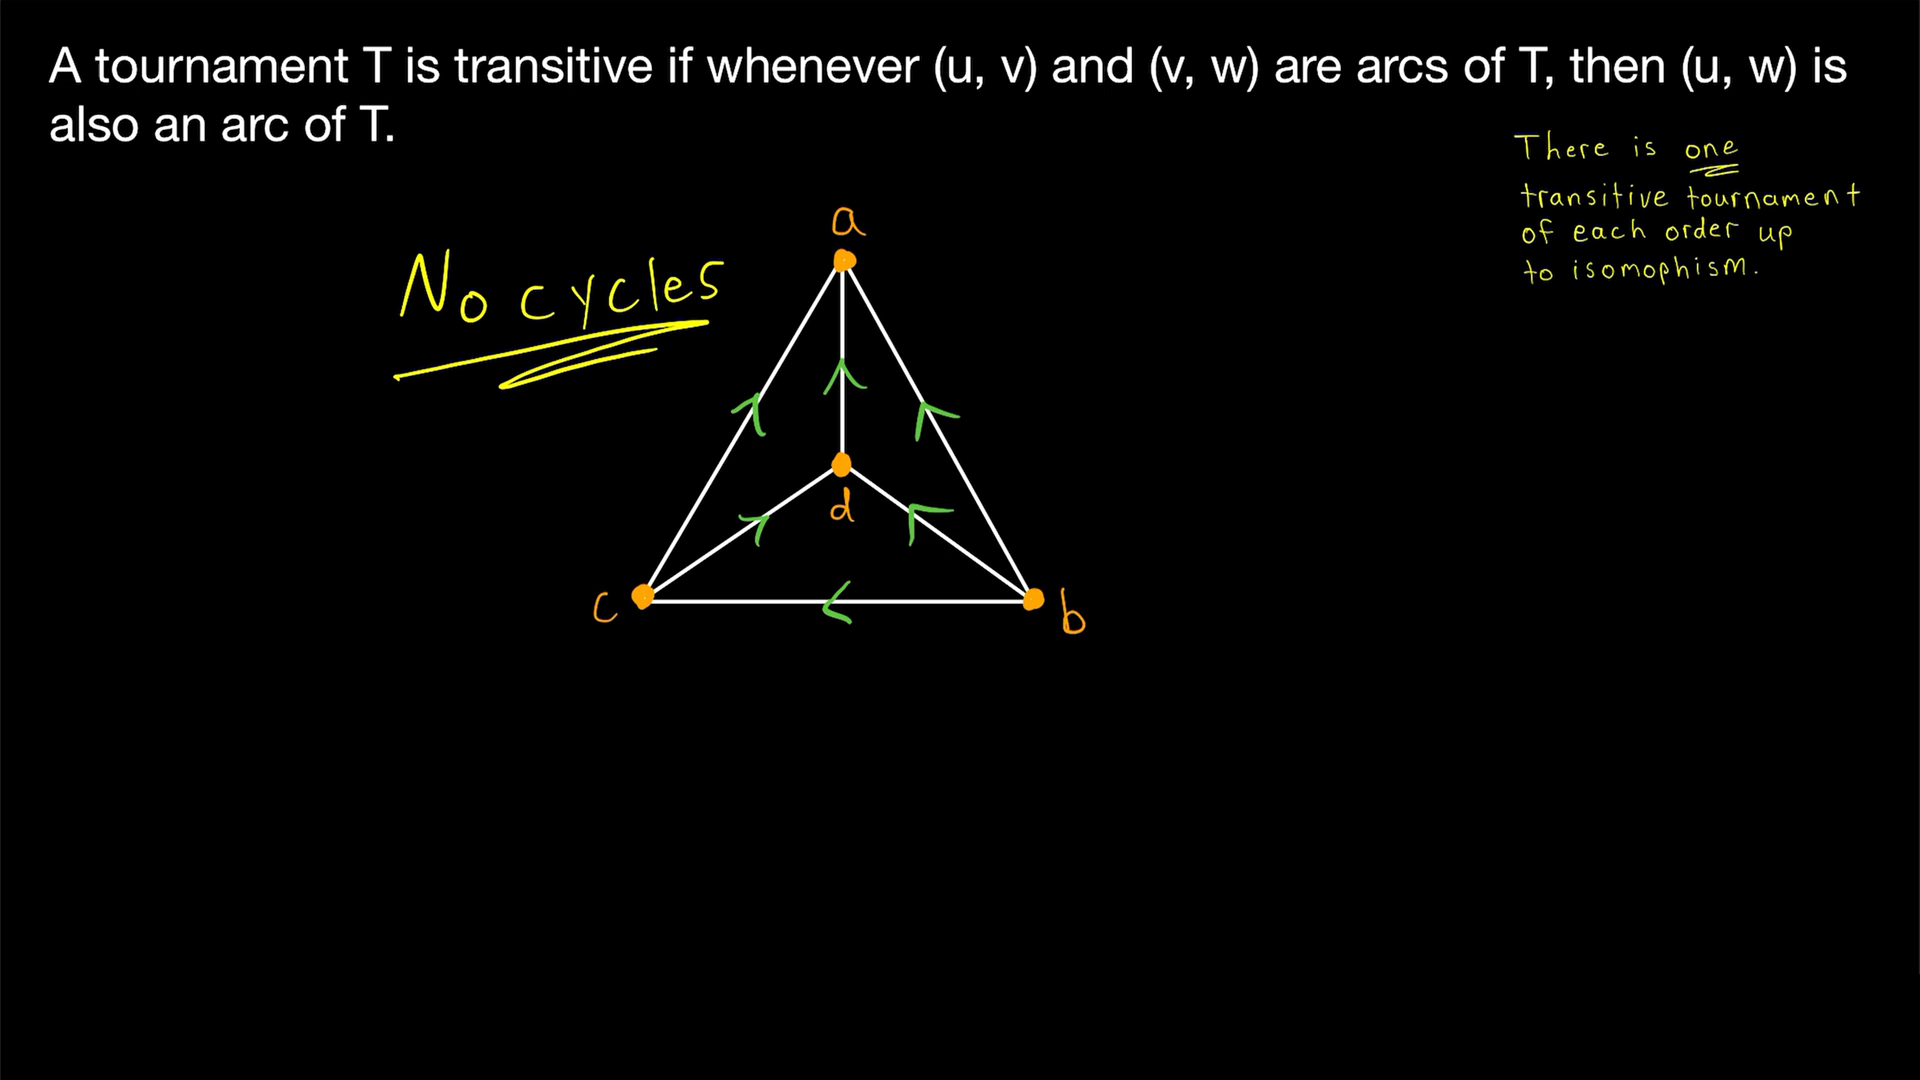 A tournament T is transitive if whenever (u, v) and (v, w) are arcs of T, then (u, w) is
also an arc of T.
There is one
transitive tournament
of each order up
to isomophism.
No cycles
a
d
c
b